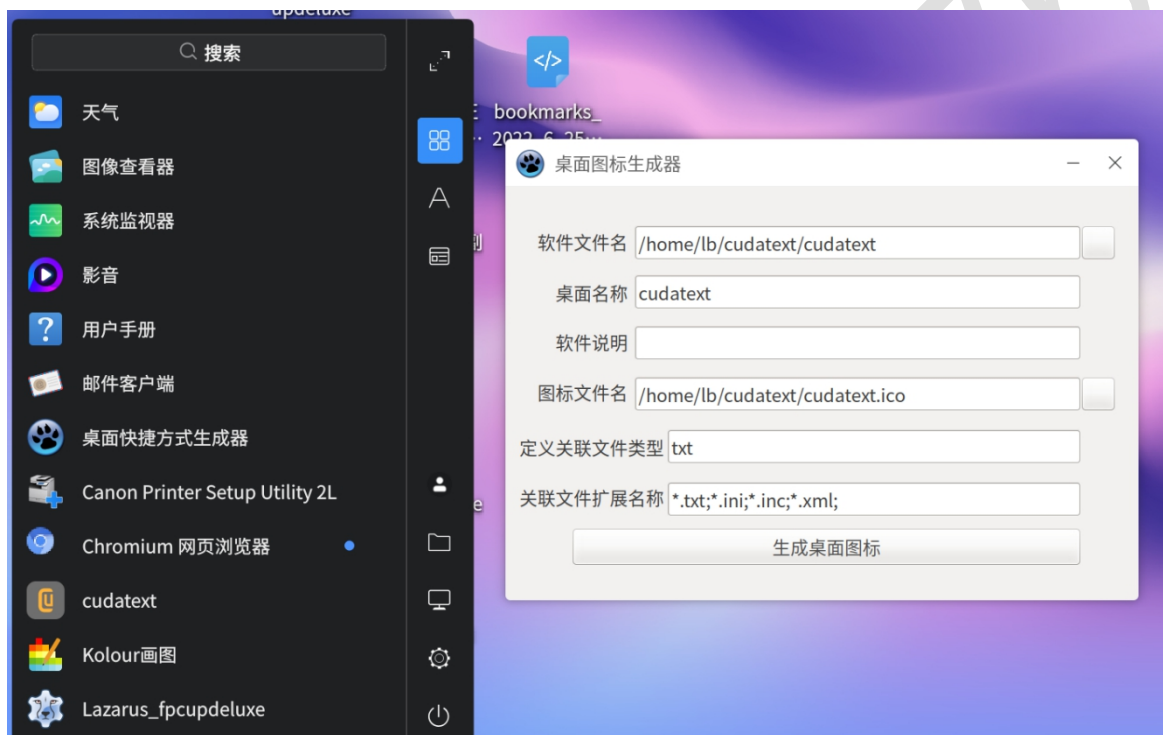 updeluxe
搜索
天气
图像查看器
系统监视器
影音
用户手册
邮件客户端
桌面快捷方式生成器
Canon Printer Setup Utility 2L
Chromium 网页浏览器
cudatext
Kolour画图
Lazarus_fpcupdeluxe
bookmarks_
2022_6_25…
桌面图标生成器
软件文件名 /home/lb/cudatext/cudatext
桌面名称 cudatext
软件说明
图标文件名 /home/lb/cudatext/cudatext.ico
定义关联文件类型 txt
关联文件扩展名称 *.txt;*.ini;*.inc;*.xml;
生成桌面图标